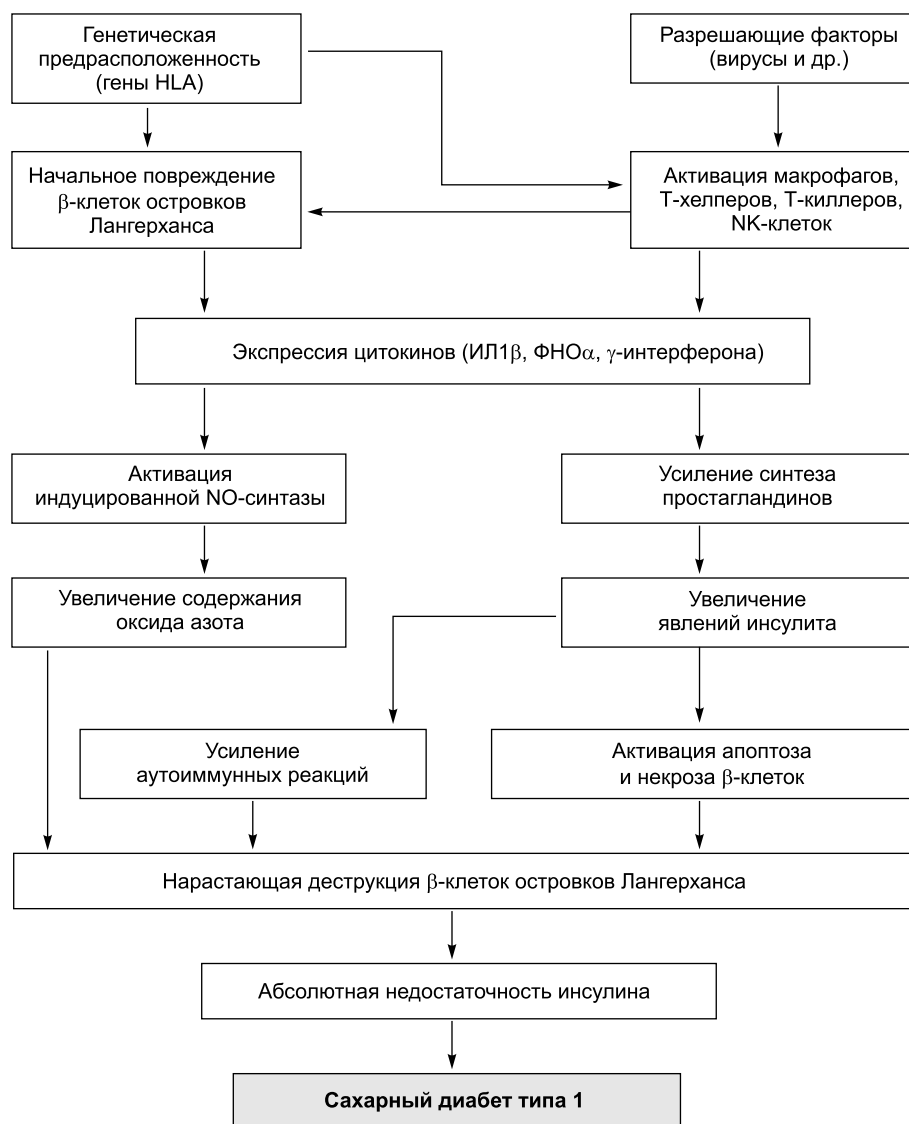 Генетическая
предрасположенность
(гены HLA)
Разрешающие факторы
(вирусы и др.)
Начальное повреждение
β-клеток островков
Лангерханса
Активация макрофагов,
Т-хелперов, Т-киллеров,
NK-клеток
Экспрессия цитокинов (ИЛ1β, ФНОα, γ-интерферона)
Активация
индуцированной NO-синтазы
Усиление синтеза
простагландинов
Увеличение содержания
оксида азота
Увеличение
явлений инсулита
Усиление
аутоиммунных реакций
Активация апоптоза
и некроза β-клеток
Нарастающая деструкция β-клеток островков Лангерханса
Абсолютная недостаточность инсулина
Сахарный диабет типа 1